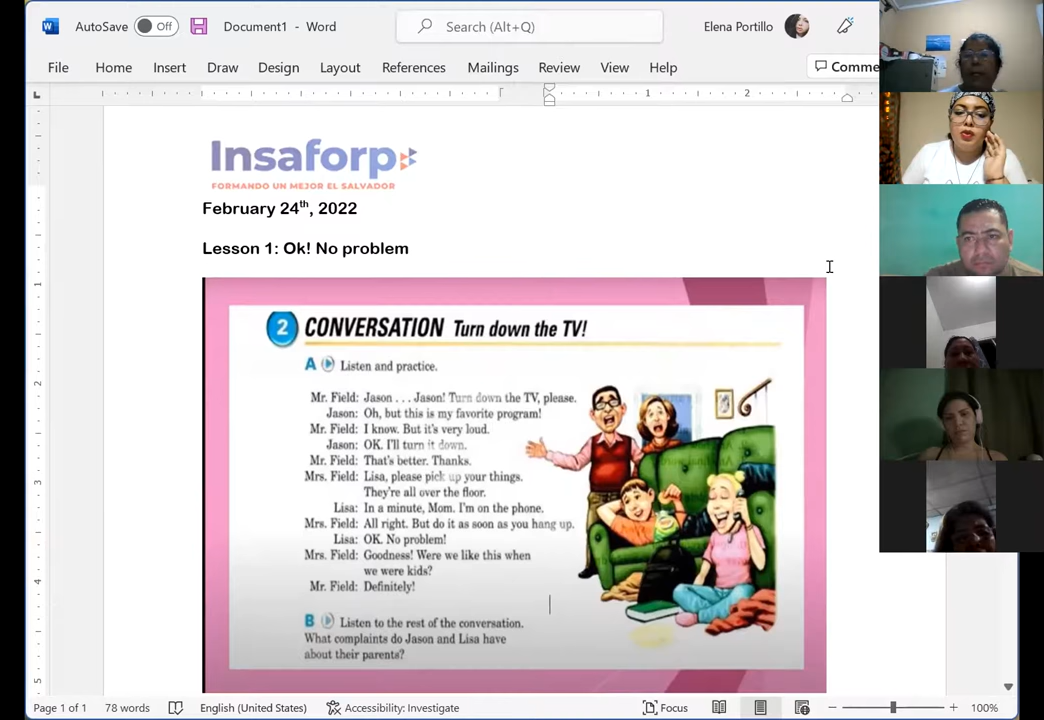 AutoSave Off Document1 - Word Search (Alt+Q) Elena Portillo
File Home Insert Draw Design Layout References Mailings Review View Help Comme
1 2
Insaforp
FORMANDO UN MEJOR EL SALVADOR
February 24th, 2022
Lesson 1: Ok! No problem
2 CONVERSATION Turn down the TV!
A Listen and practice.
Mr. Field: Jason . . . Jason! Turn down the TV, please.
Jason: Oh, but this is my favorite program!
Mr. Field: I know. But it's very loud.
Jason: OK. I'll turn it down.
Mr. Field: That's better. Thanks.
Mrs. Field: Lisa, please pick up your things.
They're all over the floor.
Lisa: In a minute, Mom. I'm on the phone.
Mrs. Field: All right. But do it as soon as you hang up.
Lisa: OK. No problem!
Mrs. Field: Goodness! Were we like this when
we were kids?
Mr. Field: Definitely!
B Listen to the rest of the conversation.
What complaints do Jason and Lisa have
about their parents?
1
2
3
4
5
Page 1 of 1 78 words English (United States) Accessibility: Investigate Focus 100%